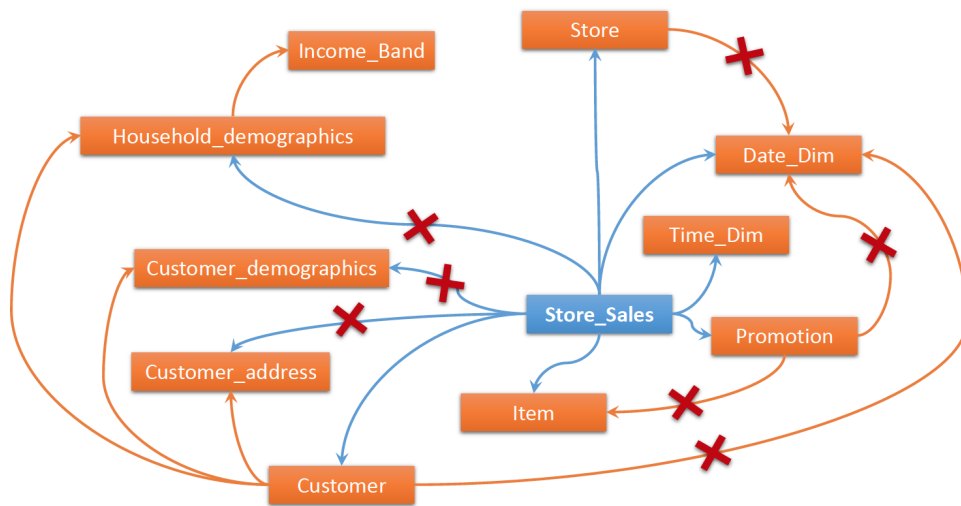 Store
Income_Band
Household_demographics
Date_Dim
Time_Dim
Customer_demographics
Store_Sales
Promotion
Customer_address
Item
Customer